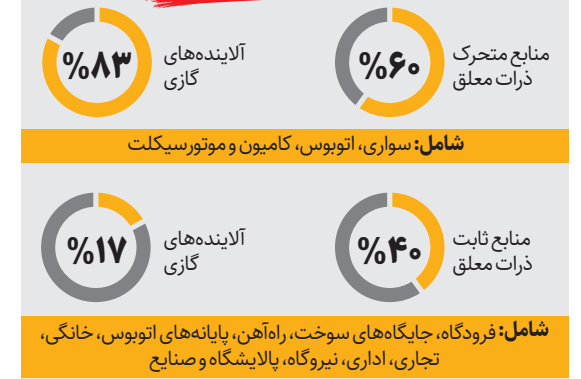 منابع متحرک
ذرات معلق
%۶۰
آلاینده‌های
گازی
%۸۳
شامل: سواری، اتوبوس، کامیون و موتورسیکلت
منابع ثابت
ذرات معلق
%۴۰
آلاینده‌های
گازی
%۱۷
شامل: فرودگاه، جایگاه‌های سوخت، راه‌آهن، پایانه‌های اتوبوس، خانگی،
تجاری، اداری، نیروگاه، پالایشگاه و صنایع